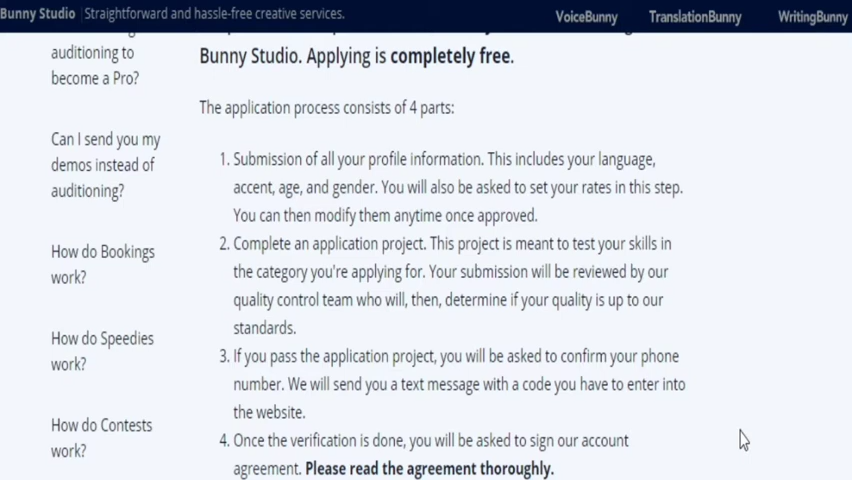 Bunny Studio | Straightforward and hassle-free creative services.
VoiceBunny
TranslationBunny
WritingBunny
auditioning to
become a Pro?
Can I send you my
demos instead of
auditioning?
How do Bookings
work?
How do Speedies
work?
How do Contests
work?
Bunny Studio. Applying is completely free.
The application process consists of 4 parts:
1. Submission of all your profile information. This includes your language,
accent, age, and gender. You will also be asked to set your rates in this step.
You can then modify them anytime once approved.
2. Complete an application project. This project is meant to test your skills in
the category you're applying for. Your submission will be reviewed by our
quality control team who will, then, determine if your quality is up to our
standards.
3. If you pass the application project, you will be asked to confirm your phone
number. We will send you a text message with a code you have to enter into
the website.
4. Once the verification is done, you will be asked to sign our account
agreement. Please read the agreement thoroughly.